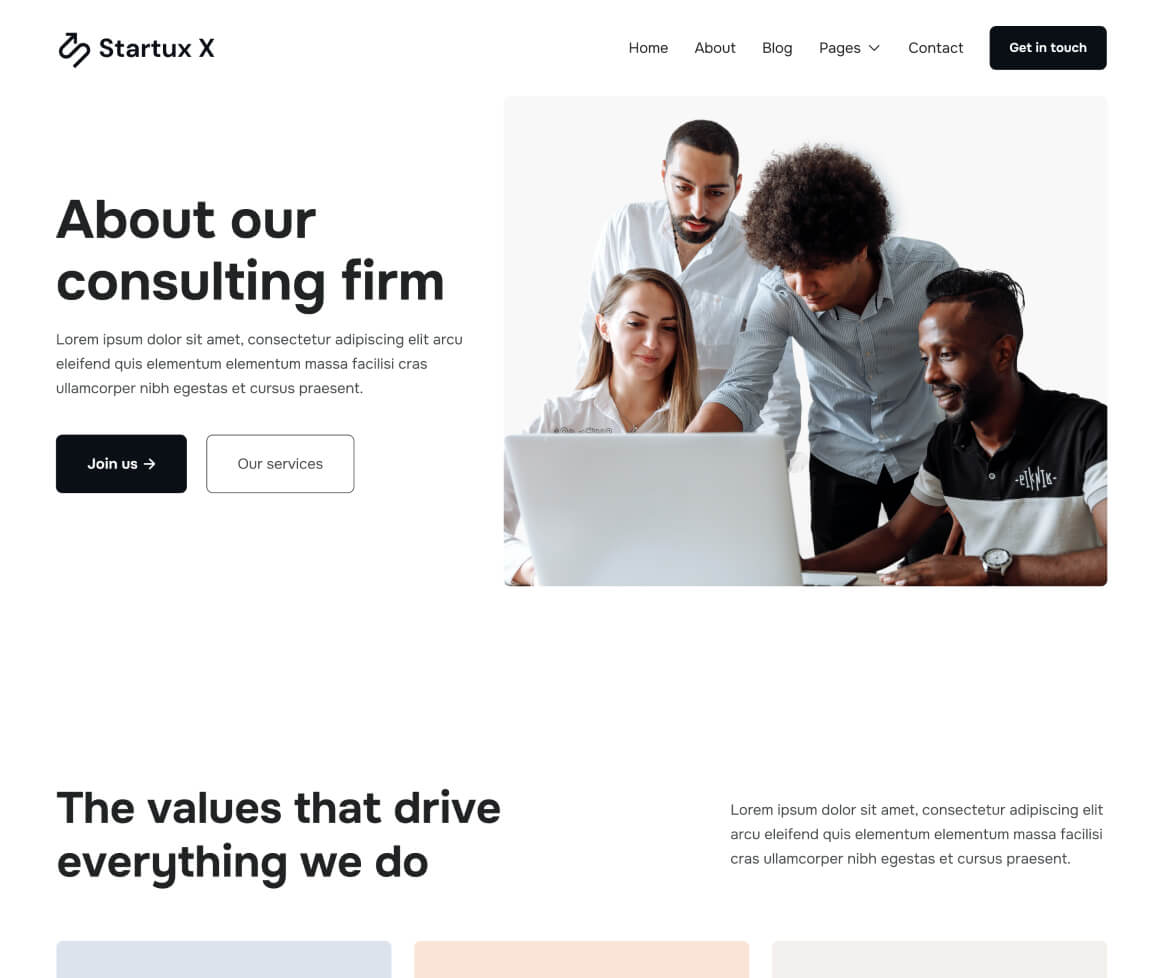 Startux X
Home About Blog Pages Contact Get in touch
About our
consulting firm
Lorem ipsum dolor sit amet, consectetur adipiscing elit arcu
eleifend quis elementum elementum massa facilisi cras
ullamcorper nibh egestas et cursus praesent.
Join us →
Our services
The values that drive
everything we do
Lorem ipsum dolor sit amet, consectetur adipiscing elit
arcu eleifend quis elementum elementum massa facilisi
cras ullamcorper nibh egestas et cursus praesent.